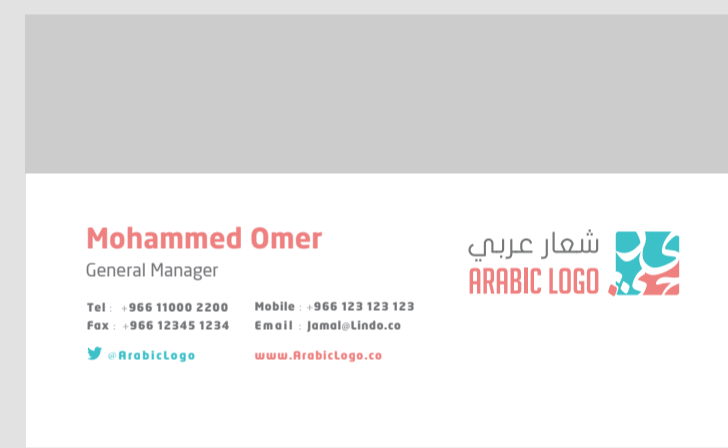 Mohammed Omer
General Manager
Tel : +966 11000 2200
Fax : +966 12345 1234
@ArabicLogo
Mobile : +966 123 123 123
Email : Jamal@Lindo.co
www.ArabicLogo.co
شعار عربي
ARABIC LOGO